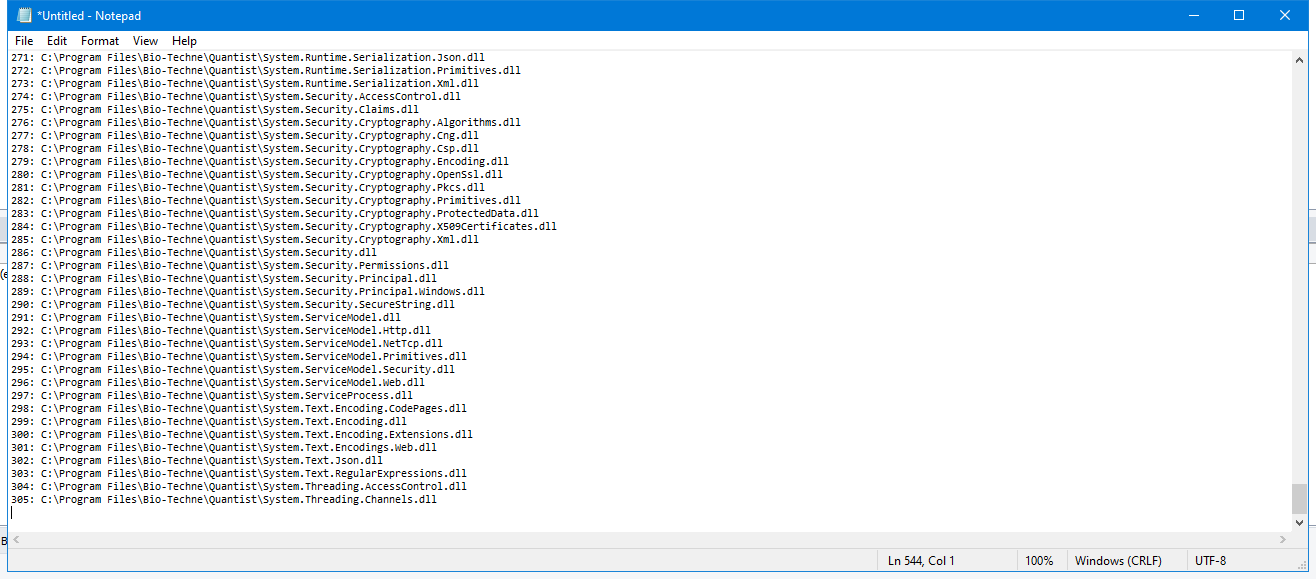 *Untitled - Notepad
File Edit Format View Help
271: C:\Program Files\Bio-Techne\Quantist\System.Runtime.Serialization.Json.dll
272: C:\Program Files\Bio-Techne\Quantist\System.Runtime.Serialization.Primitives.dll
273: C:\Program Files\Bio-Techne\Quantist\System.Runtime.Serialization.Xml.dll
274: C:\Program Files\Bio-Techne\Quantist\System.Security.AccessControl.dll
275: C:\Program Files\Bio-Techne\Quantist\System.Security.Claims.dll
276: C:\Program Files\Bio-Techne\Quantist\System.Security.Cryptography.Algorithms.dll
277: C:\Program Files\Bio-Techne\Quantist\System.Security.Cryptography.Cng.dll
278: C:\Program Files\Bio-Techne\Quantist\System.Security.Cryptography.Csp.dll
279: C:\Program Files\Bio-Techne\Quantist\System.Security.Cryptography.Encoding.dll
280: C:\Program Files\Bio-Techne\Quantist\System.Security.Cryptography.OpenSsl.dll
281: C:\Program Files\Bio-Techne\Quantist\System.Security.Cryptography.Pkcs.dll
282: C:\Program Files\Bio-Techne\Quantist\System.Security.Cryptography.Primitives.dll
283: C:\Program Files\Bio-Techne\Quantist\System.Security.Cryptography.ProtectedData.dll
284: C:\Program Files\Bio-Techne\Quantist\System.Security.Cryptography.X509Certificates.dll
285: C:\Program Files\Bio-Techne\Quantist\System.Security.Cryptography.Xml.dll
286: C:\Program Files\Bio-Techne\Quantist\System.Security.dll
287: C:\Program Files\Bio-Techne\Quantist\System.Security.Permissions.dll
288: C:\Program Files\Bio-Techne\Quantist\System.Security.Principal.dll
289: C:\Program Files\Bio-Techne\Quantist\System.Security.Principal.Windows.dll
290: C:\Program Files\Bio-Techne\Quantist\System.Security.SecureString.dll
291: C:\Program Files\Bio-Techne\Quantist\System.ServiceModel.dll
292: C:\Program Files\Bio-Techne\Quantist\System.ServiceModel.Http.dll
293: C:\Program Files\Bio-Techne\Quantist\System.ServiceModel.NetTcp.dll
294: C:\Program Files\Bio-Techne\Quantist\System.ServiceModel.Primitives.dll
295: C:\Program Files\Bio-Techne\Quantist\System.ServiceModel.Security.dll
296: C:\Program Files\Bio-Techne\Quantist\System.ServiceModel.Web.dll
297: C:\Program Files\Bio-Techne\Quantist\System.ServiceProcess.dll
298: C:\Program Files\Bio-Techne\Quantist\System.Text.Encoding.CodePages.dll
299: C:\Program Files\Bio-Techne\Quantist\System.Text.Encoding.dll
300: C:\Program Files\Bio-Techne\Quantist\System.Text.Encoding.Extensions.dll
301: C:\Program Files\Bio-Techne\Quantist\System.Text.Encodings.Web.dll
302: C:\Program Files\Bio-Techne\Quantist\System.Text.Json.dll
303: C:\Program Files\Bio-Techne\Quantist\System.Text.RegularExpressions.dll
304: C:\Program Files\Bio-Techne\Quantist\System.Threading.AccessControl.dll
305: C:\Program Files\Bio-Techne\Quantist\System.Threading.Channels.dll
Ln 544, Col 1 100% Windows (CRLF) UTF-8